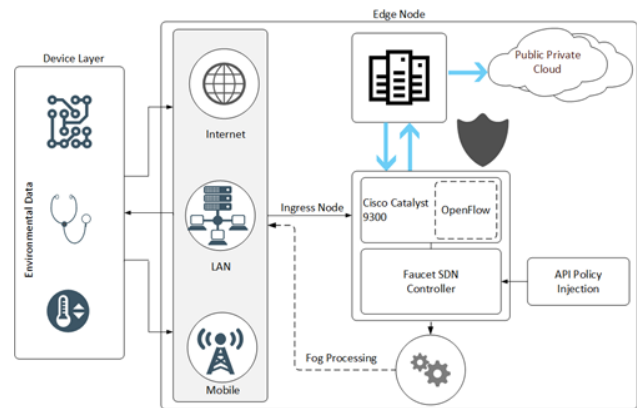 Edge Node
Device Layer
Environmental Data
Internet
LAN
Mobile
Ingress Node
Fog Processing
Public Private
Cloud
Cisco Catalyst
9300
OpenFlow
Faucet SDN
Controller
API Policy
Injection